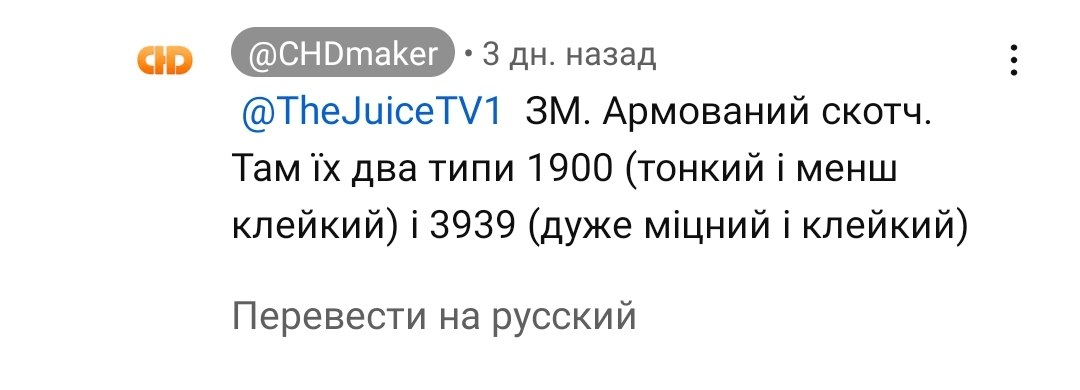 CHD @CHDmaker • 3 дн. назад
@TheJuiceTV1 3М. Армований скотч.
Там їх два типи 1900 (тонкий і менш
клейкий) і 3939 (дуже міцний і клейкий)
Перевести на русский